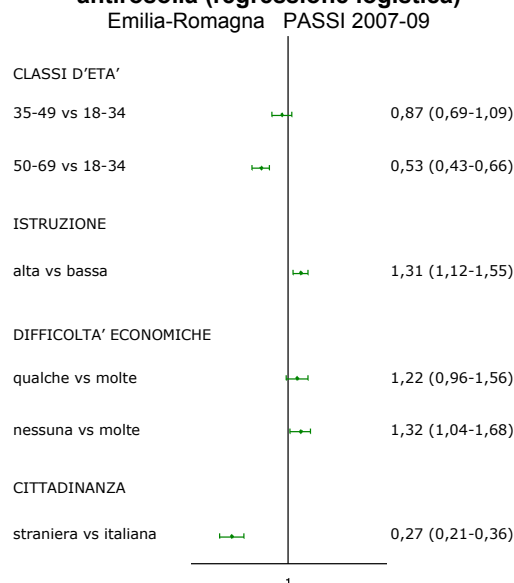 antirosolia (regressione logistica)
Emilia-Romagna PASSI 2007-09
CLASSI D'ETA'
35-49 vs 18-34 0,87 (0,69-1,09)
50-69 vs 18-34 0,53 (0,43-0,66)
ISTRUZIONE
alta vs bassa 1,31 (1,12-1,55)
DIFFICOLTA' ECONOMICHE
qualche vs molte 1,22 (0,96-1,56)
nessuna vs molte 1,32 (1,04-1,68)
CITTADINANZA
straniera vs italiana 0,27 (0,21-0,36)
1